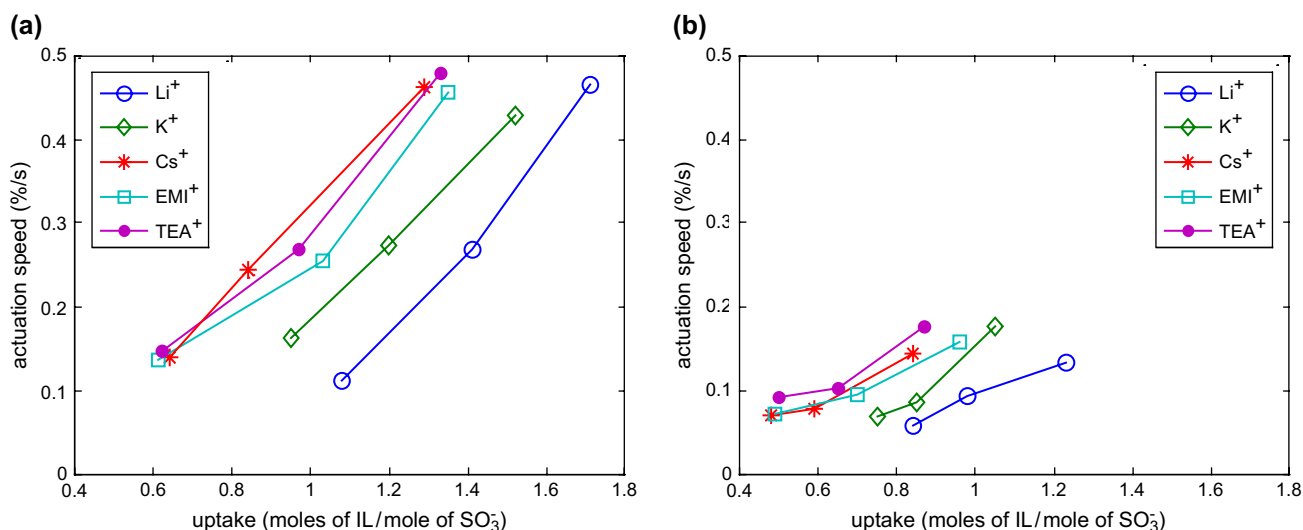 (a)
0.5
0.4
0.3
0.2
0.1
0
actuation speed (%/s)
Li⁺
K⁺
Cs⁺
EMI⁺
TEA⁺
0.4 0.6 0.8 1 1.2 1.4 1.6 1.8
uptake (moles of IL/mole of SO₃⁻)
(b)
0.5
0.4
0.3
0.2
0.1
0
actuation speed (%/s)
Li⁺
K⁺
Cs⁺
EMI⁺
TEA⁺
0.4 0.6 0.8 1 1.2 1.4 1.6 1.8
uptake (moles of IL/mole of SO₃⁻)